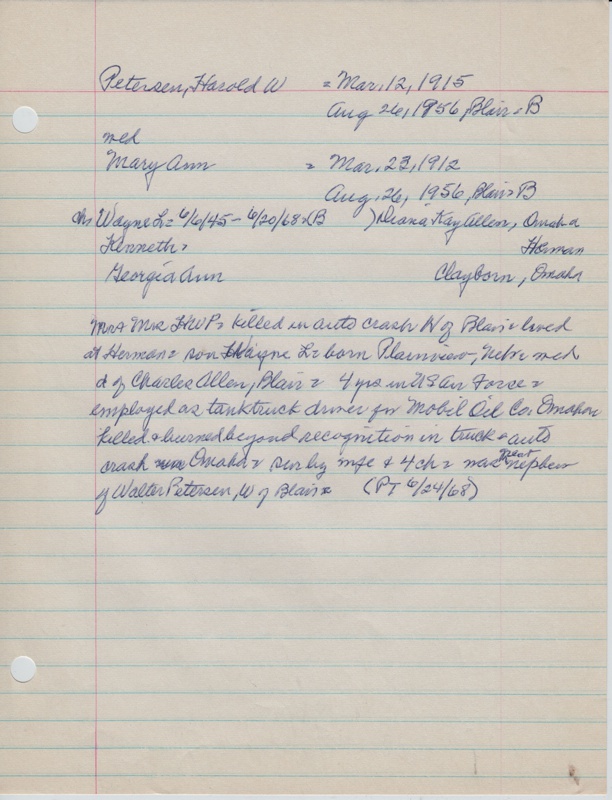 Petersen, Harold W = Mar, 12, 1915
Aug 26, 1956, Blair = B
med
Mary Ann = Mar. 23, 1912
Aug. 26, 1956, Blair = B
chs Wayne L = 6/6/45 - 6/20/68 = (B ) Diana Kay Allen, Omaha
Kenneth = Herman
Georgia Ann Clayborn, Omaha
Mr & Mrs HWP = killed in auto crash W of Blair = lived
at Herman = son Wayne L = born Plainview, Nebr = med
d of Charles Allen, Blair = 4 yrs in US Air Force =
employed as tank truck driver for Mobil Oil Co. Omaha =
killed & burned beyond recognition in truck & auto
crash Omaha = sur by wife & 4 ch = was great nephew
of Walter Petersen, W of Blair = (PT 6/24/68)